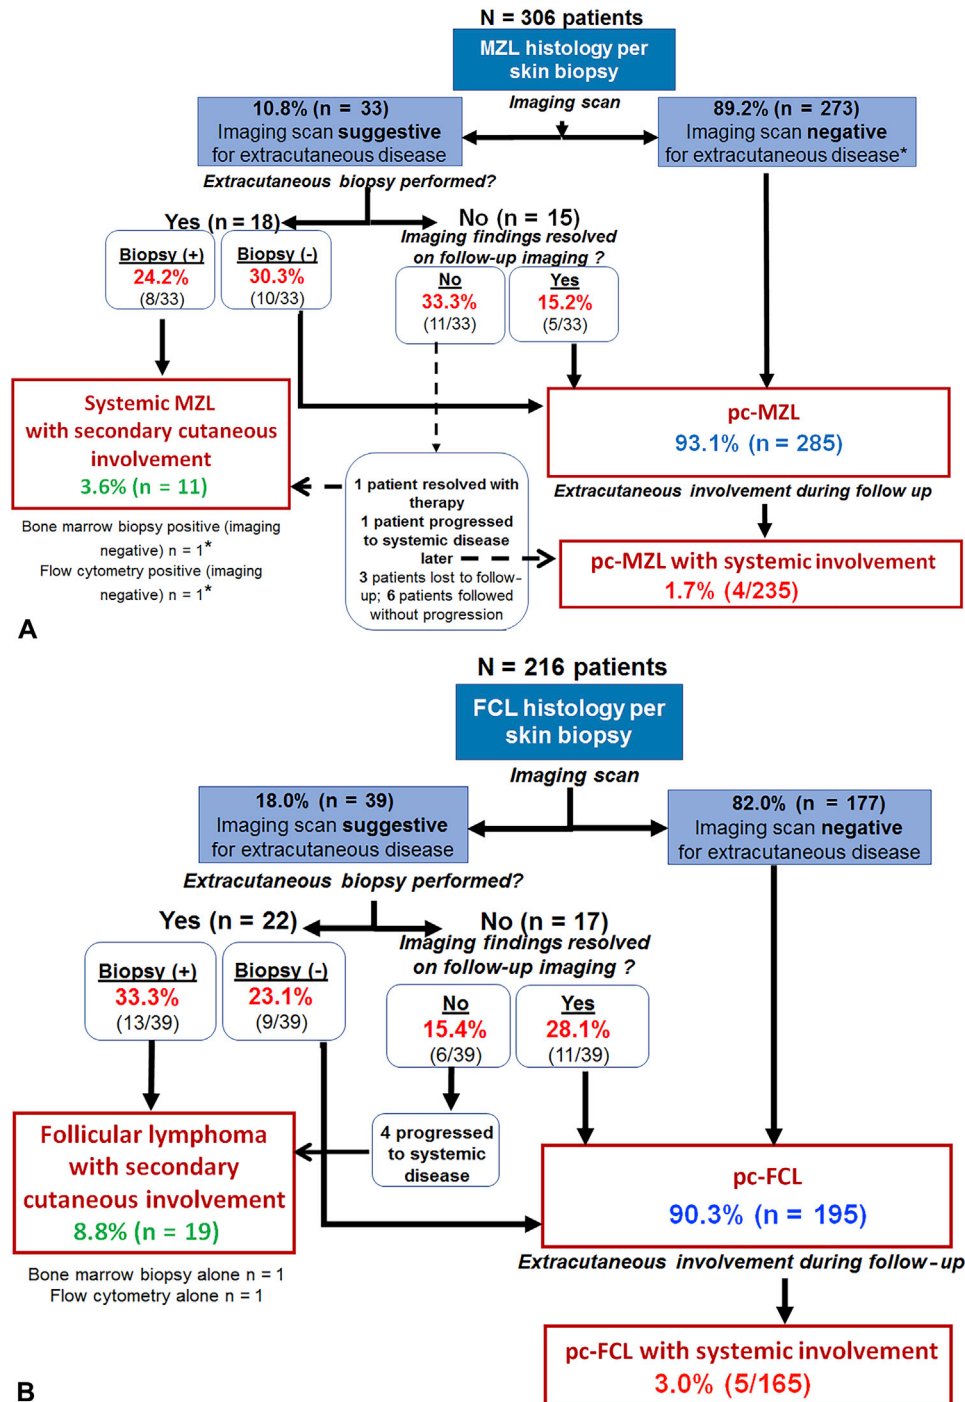 N = 306 patients
MZL histology per
skin biopsy
Imaging scan
10.8% (n = 33)
Imaging scan suggestive
for extracutaneous disease
89.2% (n = 273)
Imaging scan negative
for extracutaneous disease*
Extracutaneous biopsy performed?
Yes (n = 18)
No (n = 15)
Imaging findings resolved
on follow-up imaging ?
Biopsy (+)
24.2%
(8/33)
Biopsy (-)
30.3%
(10/33)
No
33.3%
(11/33)
Yes
15.2%
(5/33)
Systemic MZL
with secondary cutaneous
involvement
3.6% (n = 11)
pc-MZL
93.1% (n = 285)
Bone marrow biopsy positive (imaging
negative) n = 1*
Flow cytometry positive (imaging
negative) n = 1*
1 patient resolved with
therapy
1 patient progressed
to systemic disease
later
3 patients lost to follow-
up; 6 patients followed
without progression
Extracutaneous involvement during follow up
pc-MZL with systemic involvement
1.7% (4/235)
A
N = 216 patients
FCL histology per
skin biopsy
Imaging scan
18.0% (n = 39)
Imaging scan suggestive
for extracutaneous disease
82.0% (n = 177)
Imaging scan negative
for extracutaneous disease
Extracutaneous biopsy performed?
Yes (n = 22)
No (n = 17)
Imaging findings resolved
on follow-up imaging ?
Biopsy (+)
33.3%
(13/39)
Biopsy (-)
23.1%
(9/39)
No
15.4%
(6/39)
Yes
28.1%
(11/39)
Follicular lymphoma
with secondary
cutaneous involvement
8.8% (n = 19)
4 progressed
to systemic
disease
pc-FCL
90.3% (n = 195)
Bone marrow biopsy alone n = 1
Flow cytometry alone n = 1
Extracutaneous involvement during follow-up
pc-FCL with systemic involvement
3.0% (5/165)
B